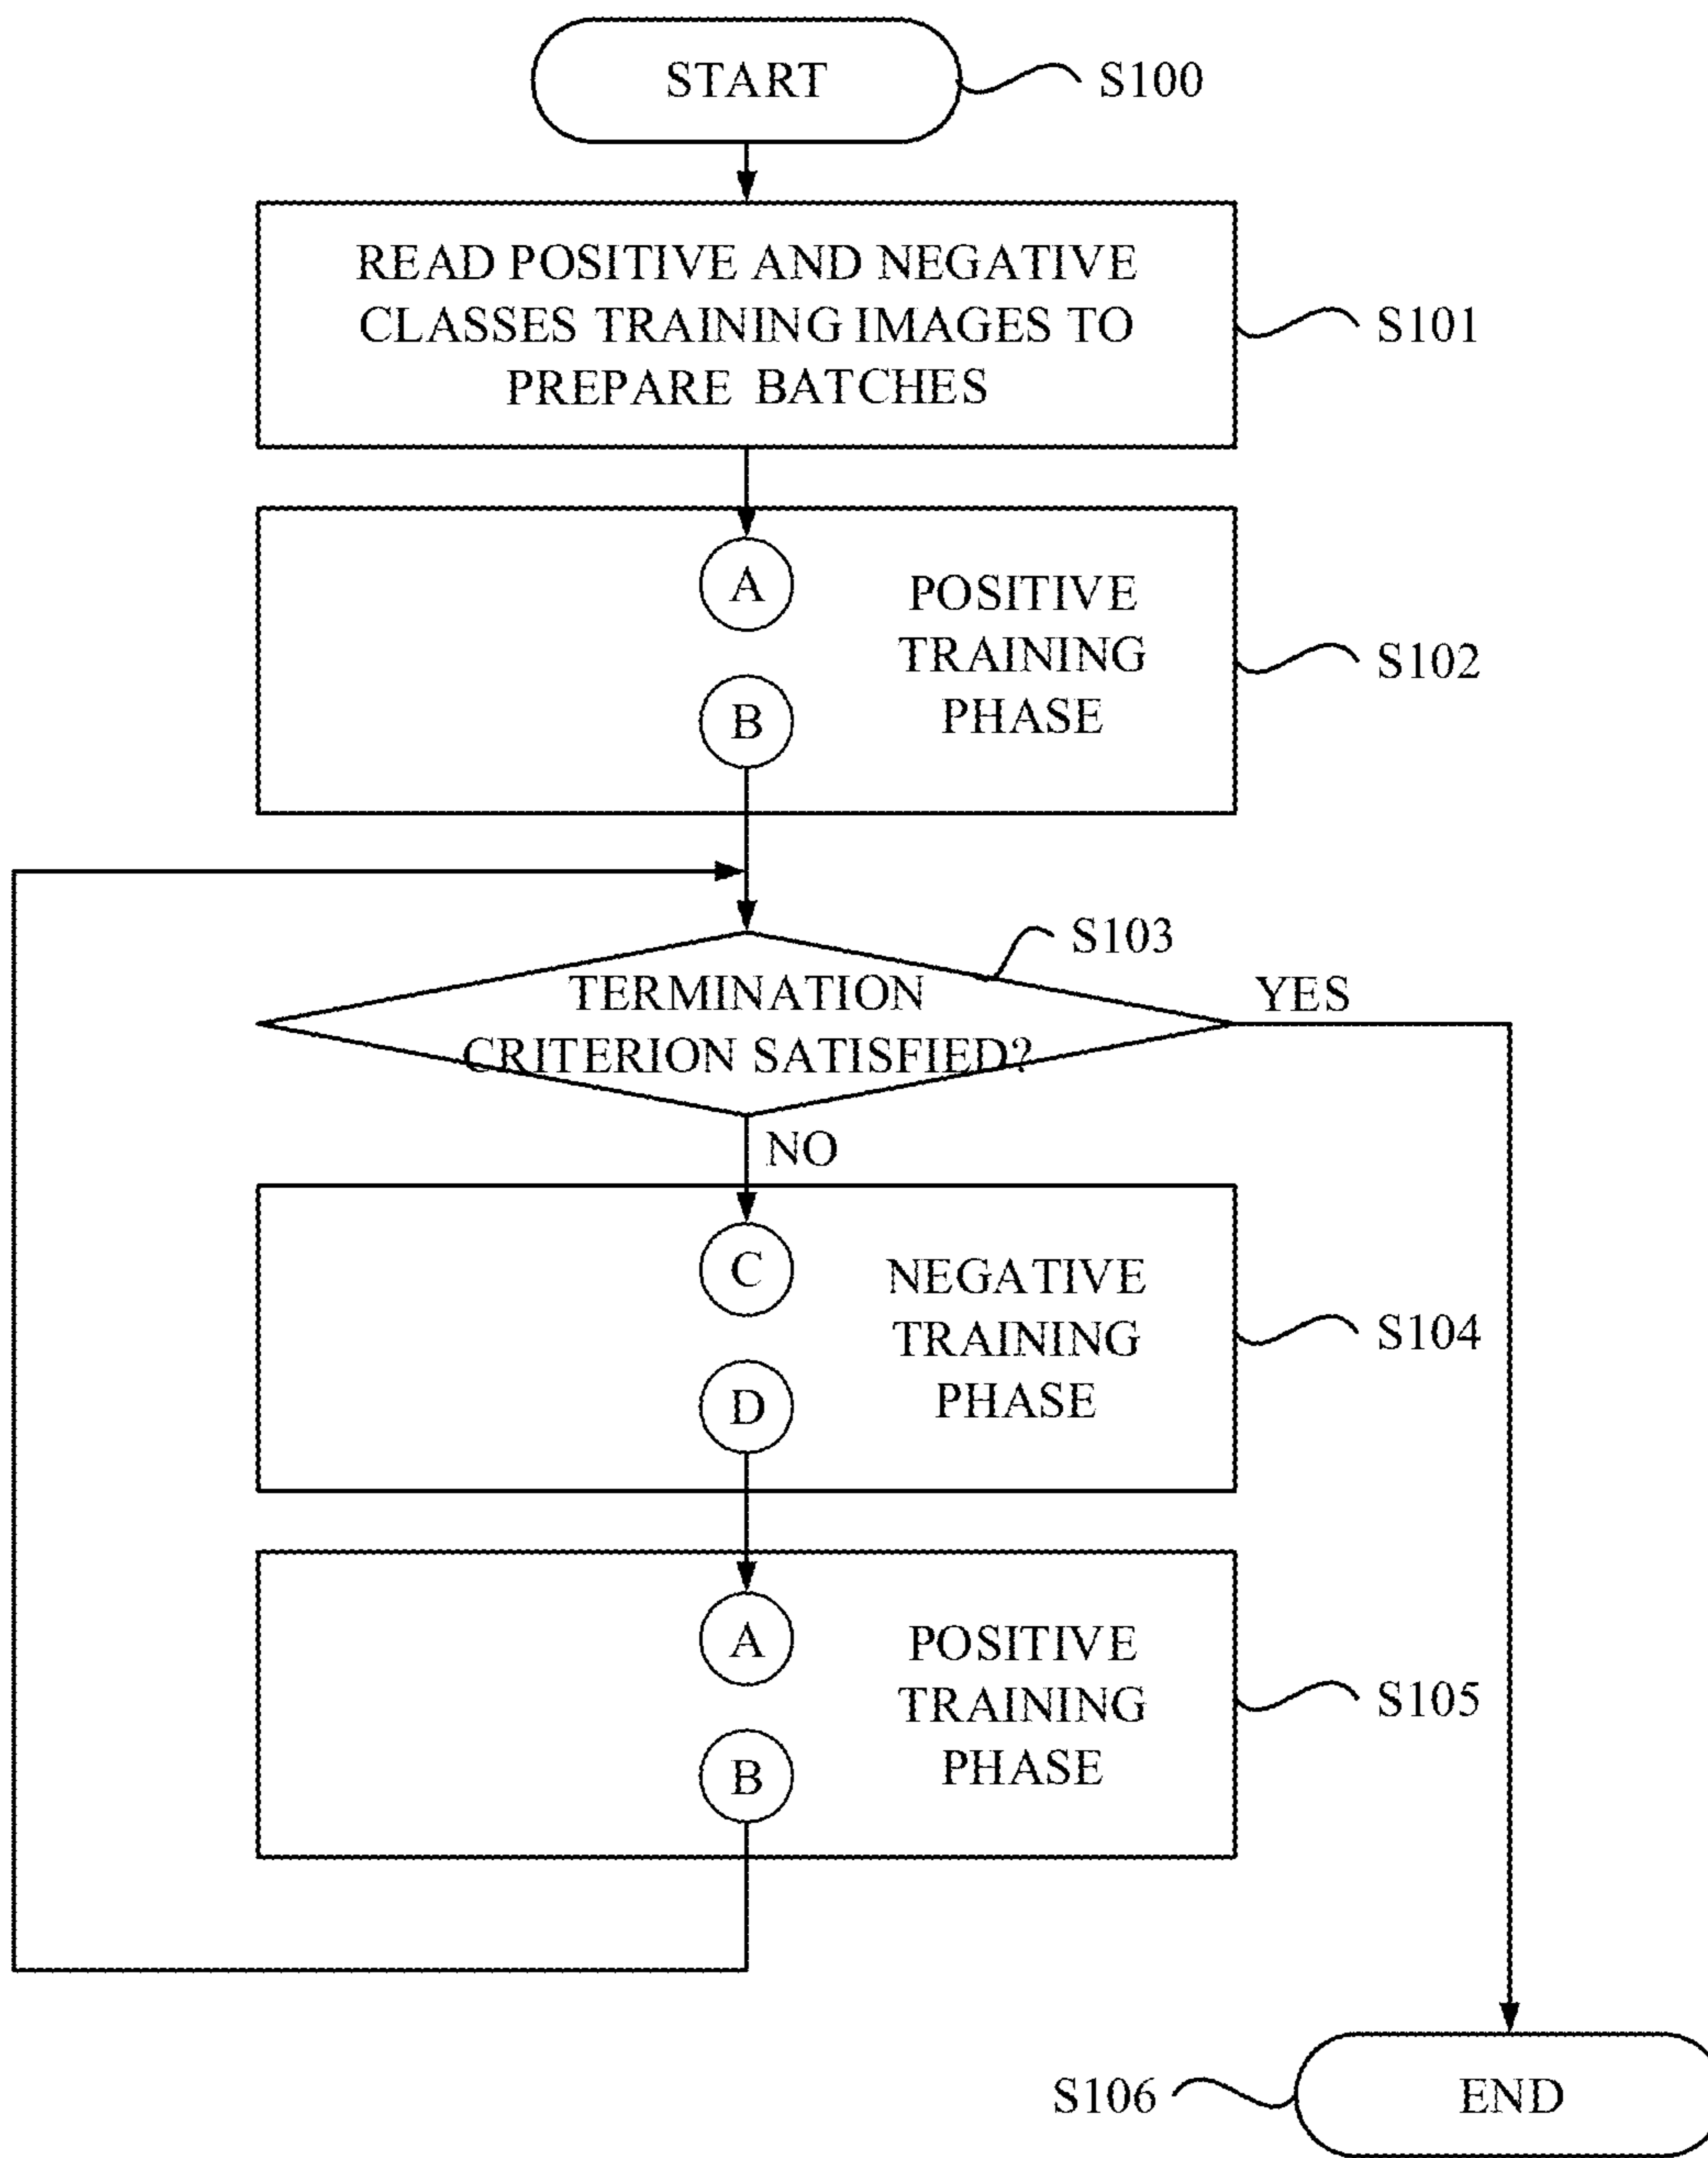 START
S100
READ POSITIVE AND NEGATIVE
CLASSES TRAINING IMAGES TO
PREPARE BATCHES
S101
A
B
POSITIVE
TRAINING
PHASE
S102
S103
TERMINATION
CRITERION SATISFIED?
YES
NO
C
D
NEGATIVE
TRAINING
PHASE
S104
A
B
POSITIVE
TRAINING
PHASE
S105
S106
END